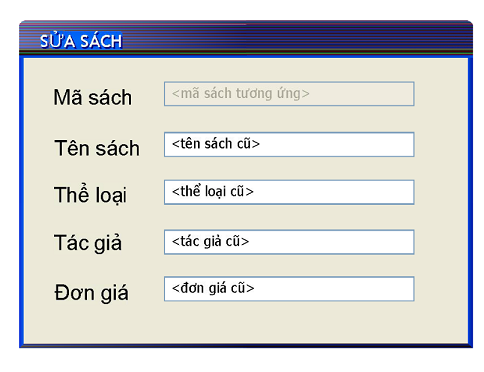 SỬA SÁCH
Mã sách <mã sách tương ứng>
Tên sách <tên sách cũ>
Thể loại <thể loại cũ>
Tác giả <tác giả cũ>
Đơn giá <đơn giá cũ>